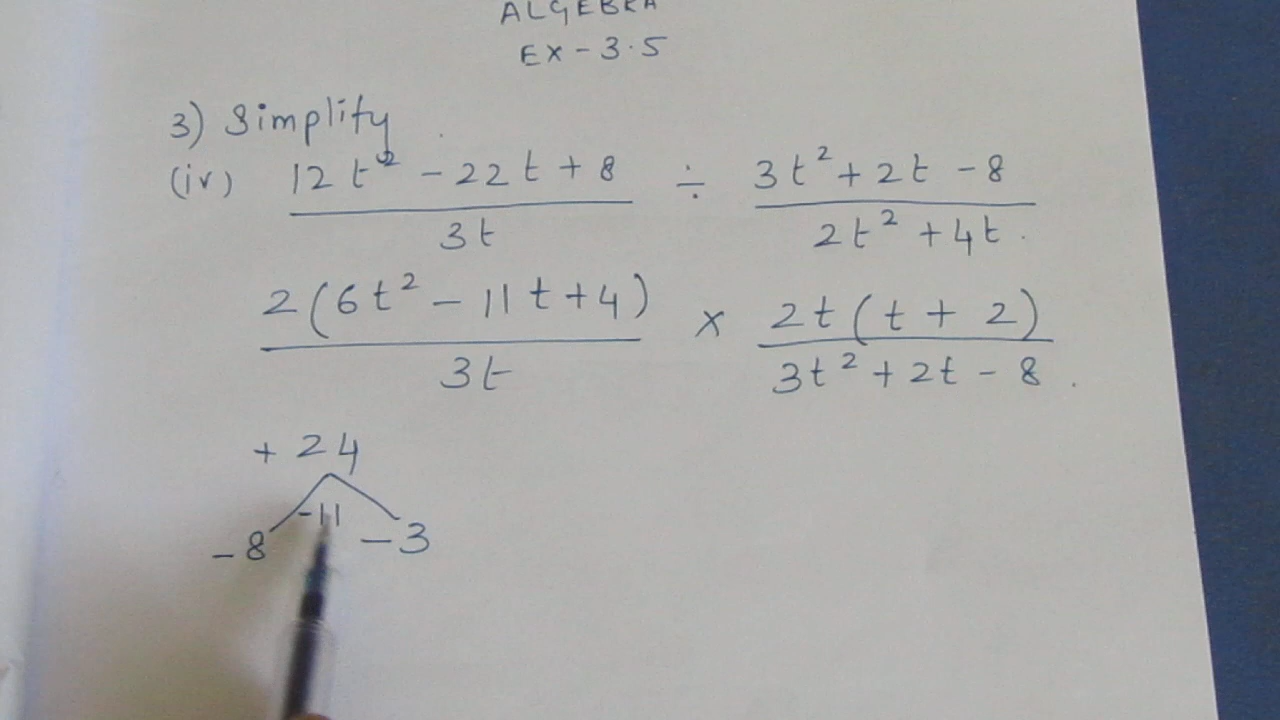 ALGEBRA
EX - 3.5
3) Simplify
(iv) 12t² - 22t + 8 / 3t ÷ 3t² + 2t - 8 / 2t² + 4t.
2(6t² - 11t + 4) / 3t × 2t(t + 2) / 3t² + 2t - 8.
+ 24
-11
-8 -3